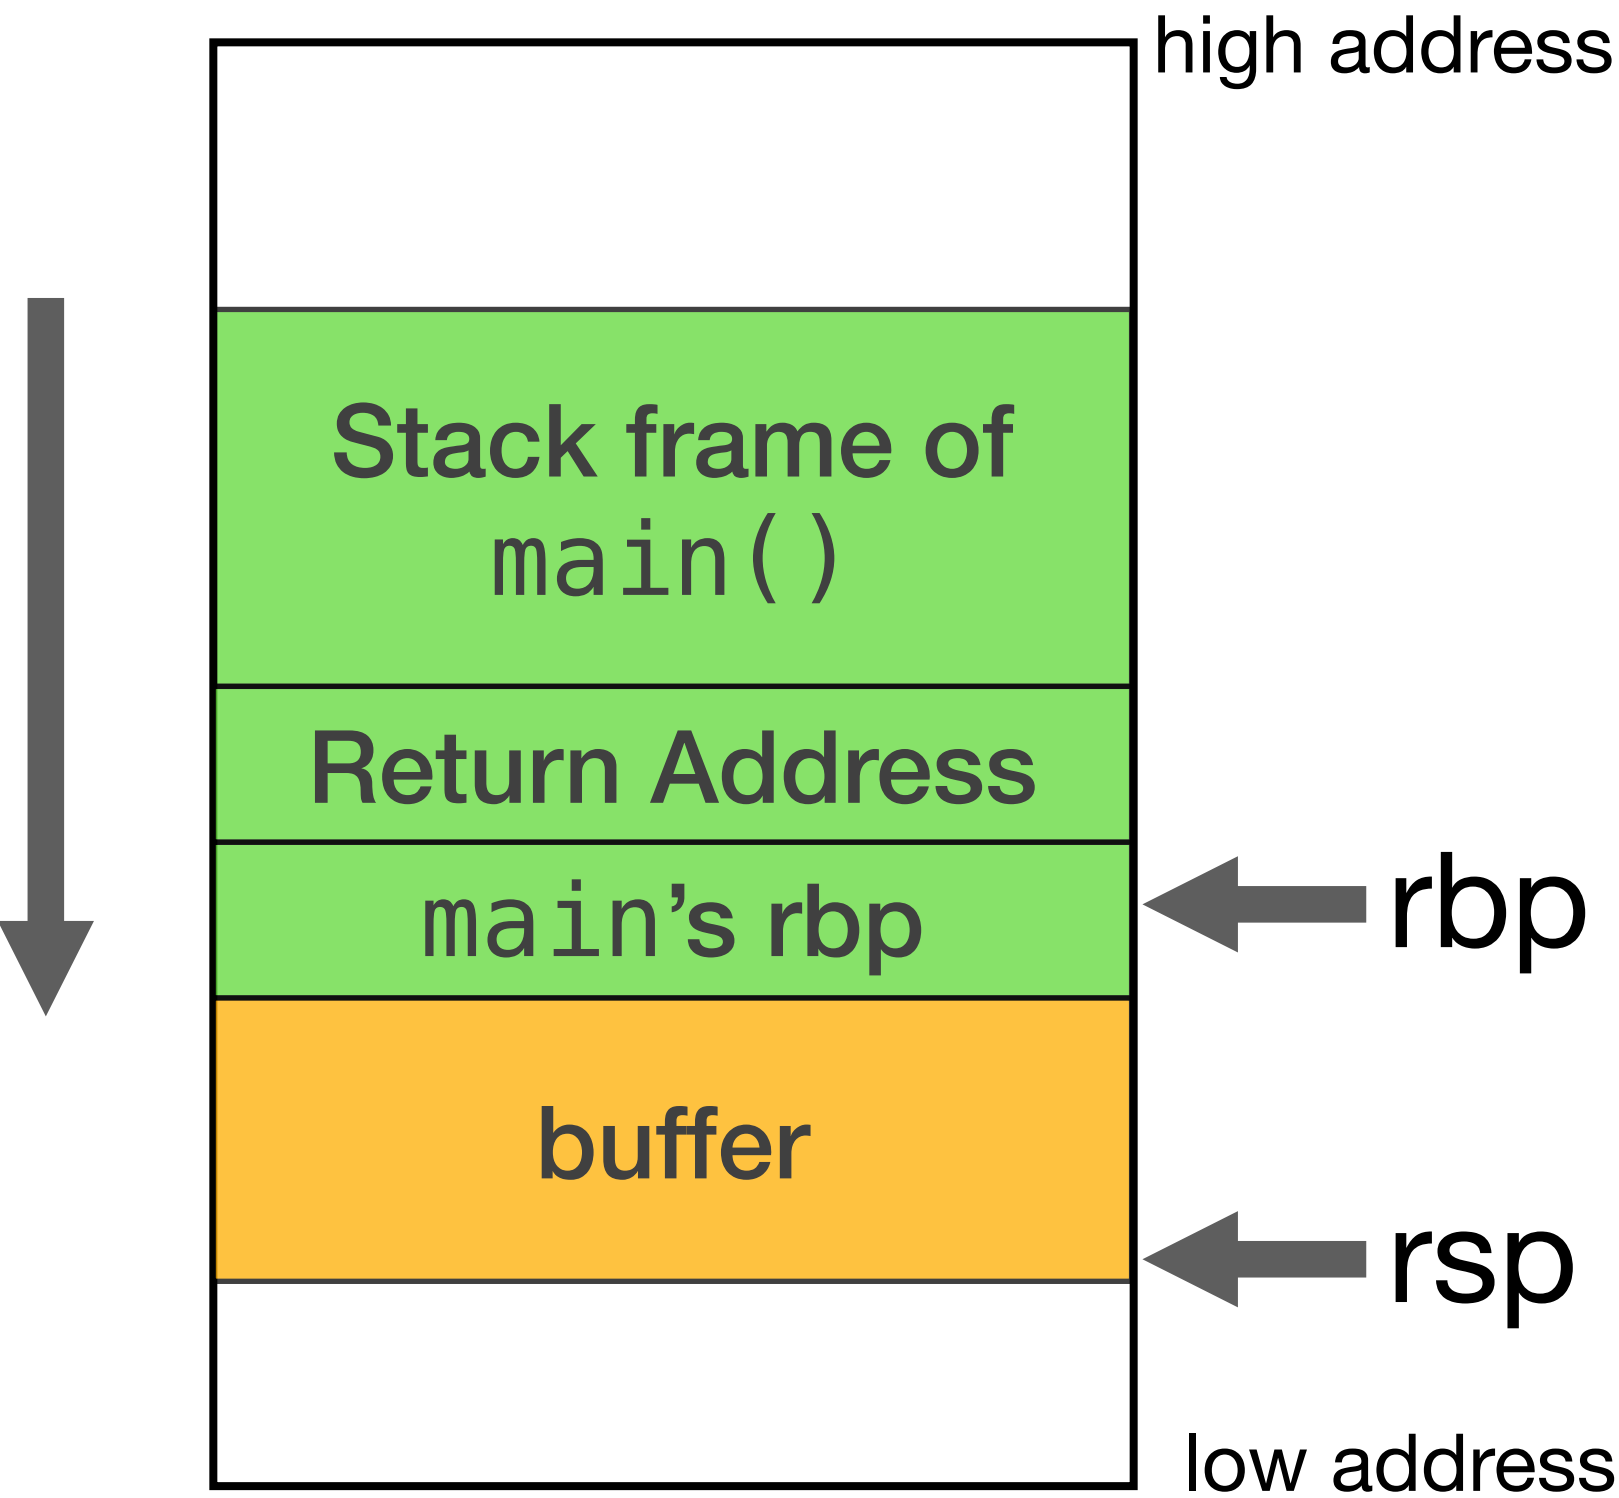 high address
Stack frame of
main()
Return Address
main’s rbp
rbp
buffer
rsp
low address